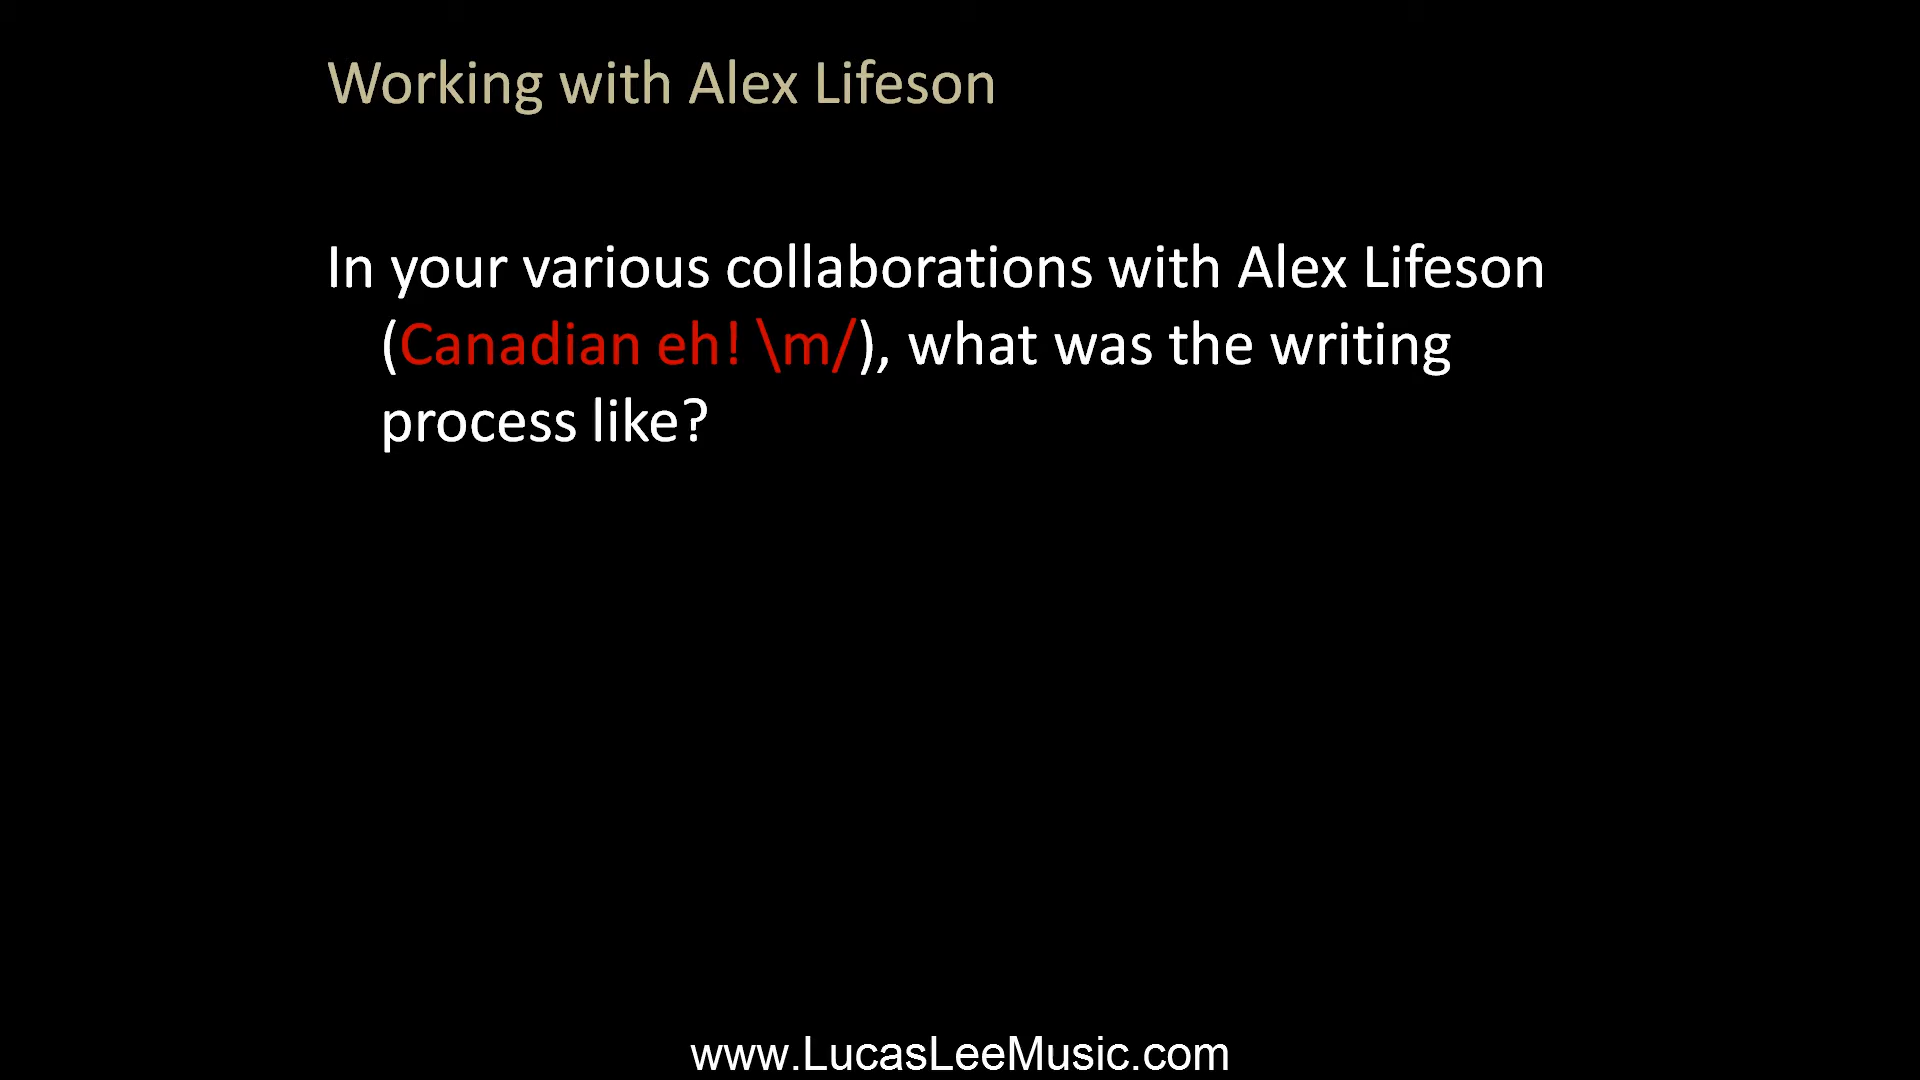 Working with Alex Lifeson
In your various collaborations with Alex Lifeson
(Canadian eh! \m/), what was the writing
process like?
www.LucasLeeMusic.com